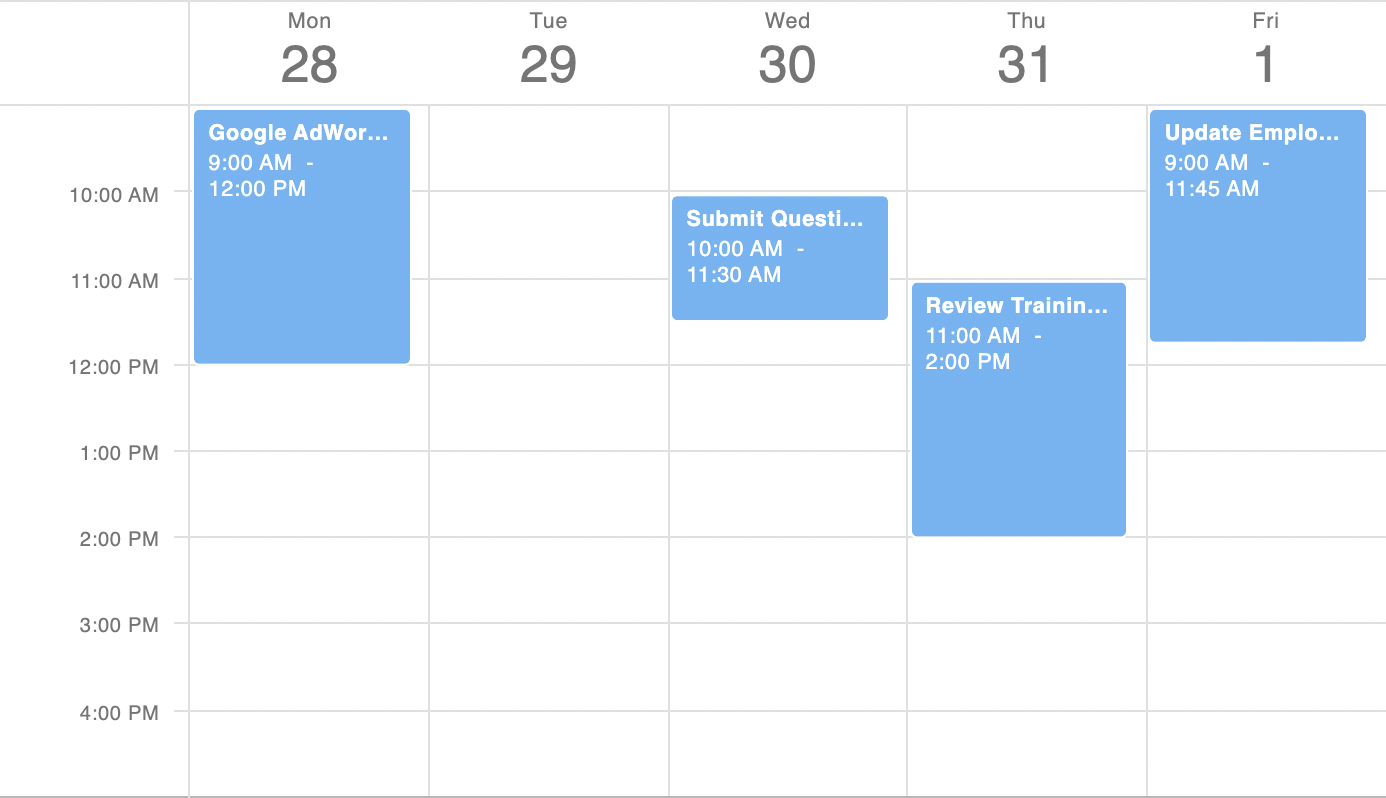 Mon
28
Tue
29
Wed
30
Thu
31
Fri
1
10:00 AM
11:00 AM
12:00 PM
1:00 PM
2:00 PM
3:00 PM
4:00 PM
Google AdWor...
9:00 AM -
12:00 PM
Submit Questi...
10:00 AM -
11:30 AM
Review Trainin...
11:00 AM -
2:00 PM
Update Emplo...
9:00 AM -
11:45 AM